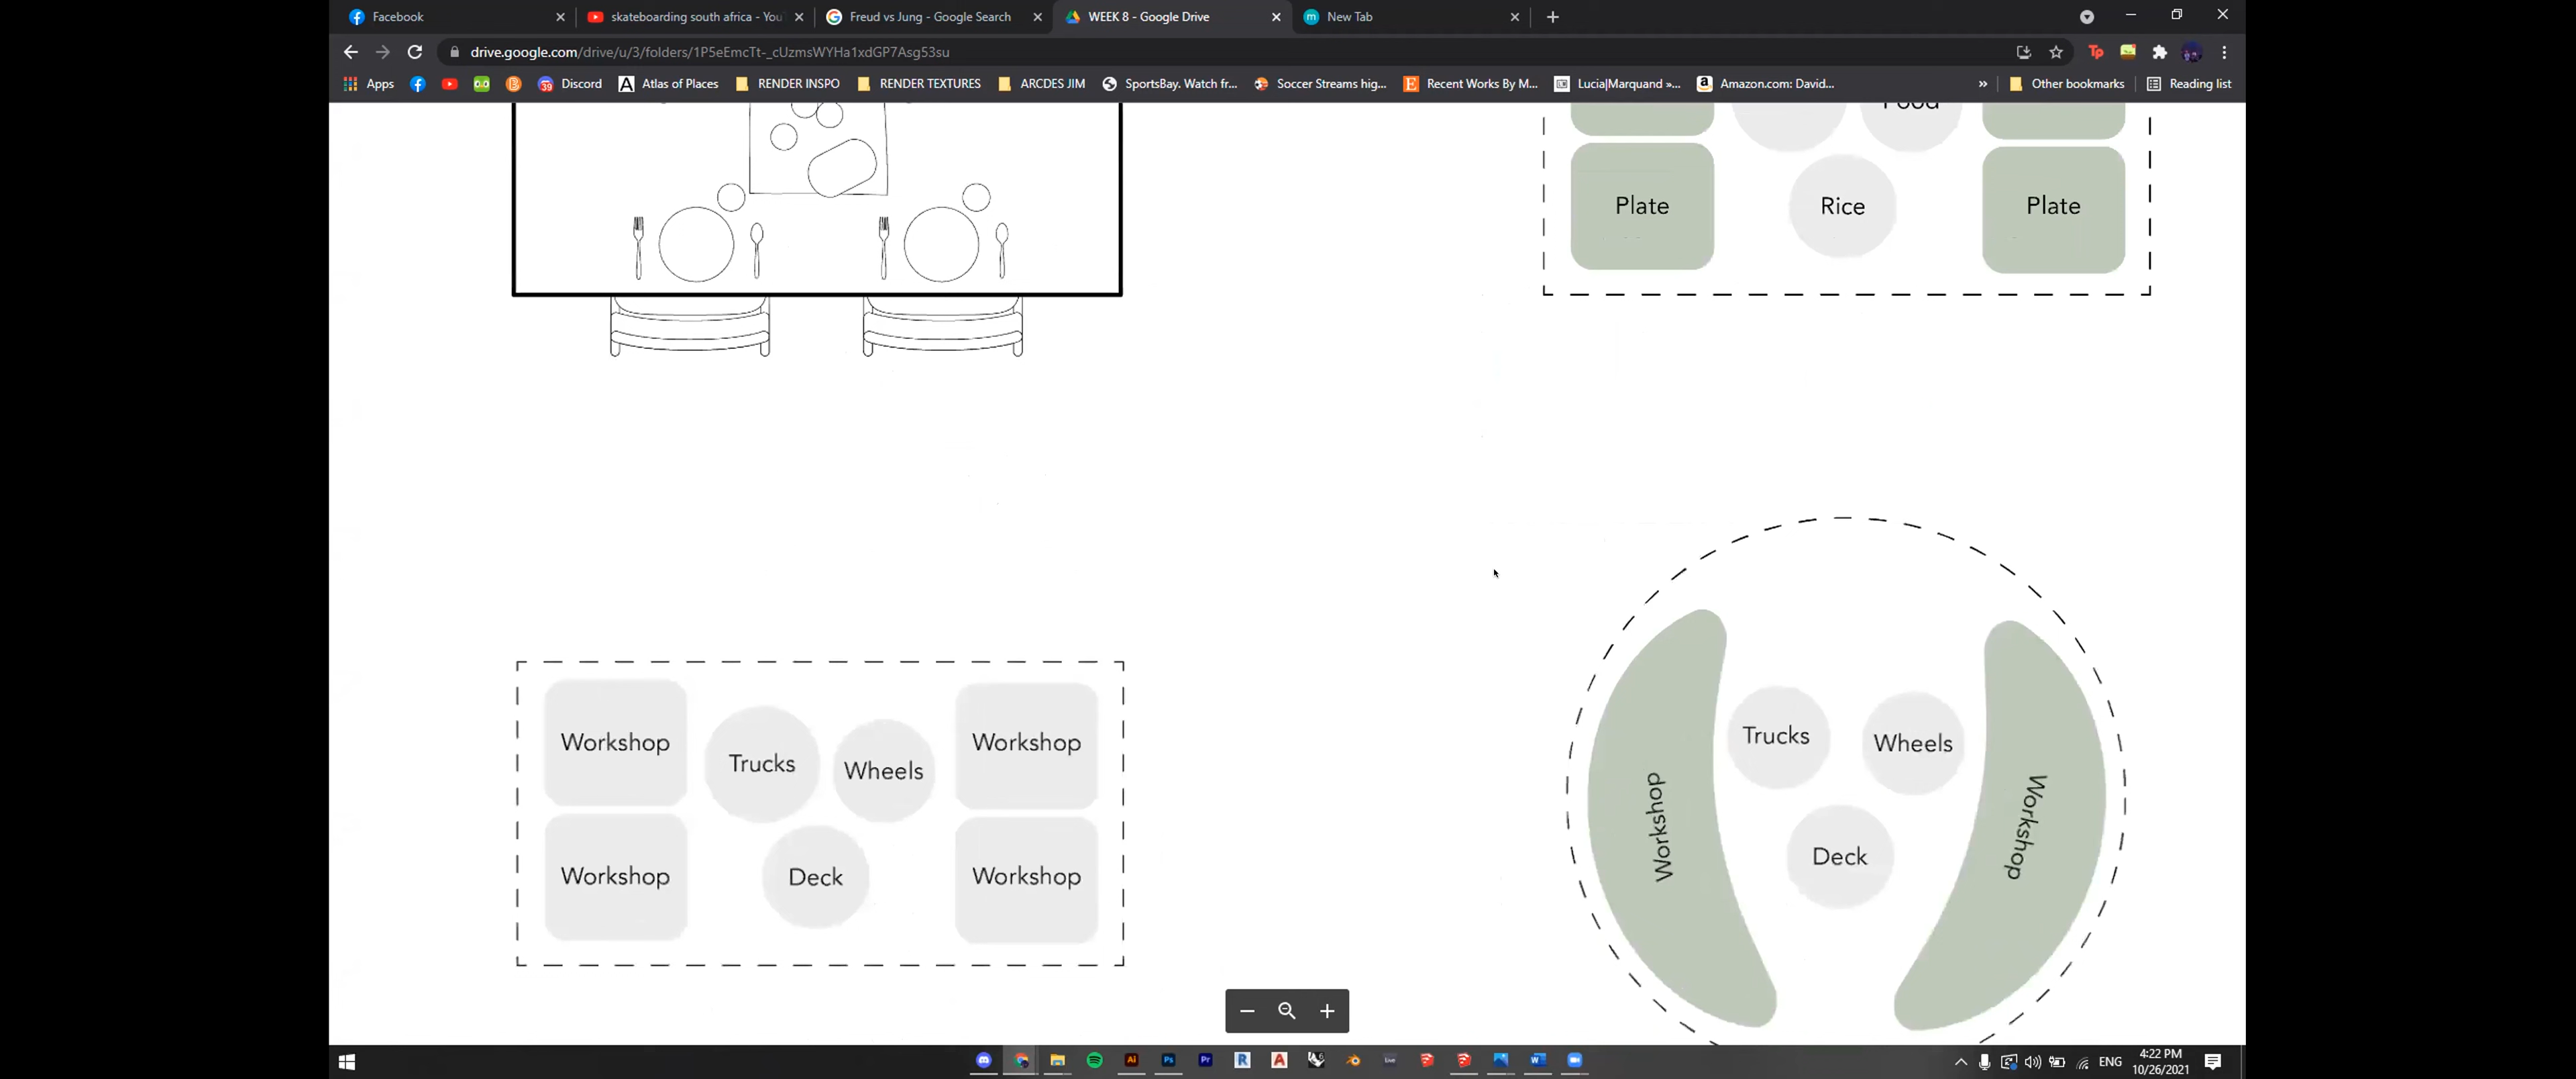 Facebook
skateboarding south africa - You
Freud vs Jung - Google Search
WEEK 8 - Google Drive
New Tab
drive.google.com/drive/u/3/folders/1P5eEmcTt-_cUzmsWYHa1xdGP7Asg53su
Apps
39
Discord
Atlas of Places
RENDER INSPO
RENDER TEXTURES
ARCDES JIM
SportsBay. Watch fr...
Soccer Streams hig...
Recent Works By M...
Lucia|Marquand »...
Amazon.com: David...
»
Other bookmarks
Reading list
Food
Plate
Rice
Plate
Workshop
Trucks
Wheels
Workshop
Workshop
Deck
Workshop
Trucks
Wheels
Workshop
Workshop
Deck
ENG
4:22 PM
10/26/2021